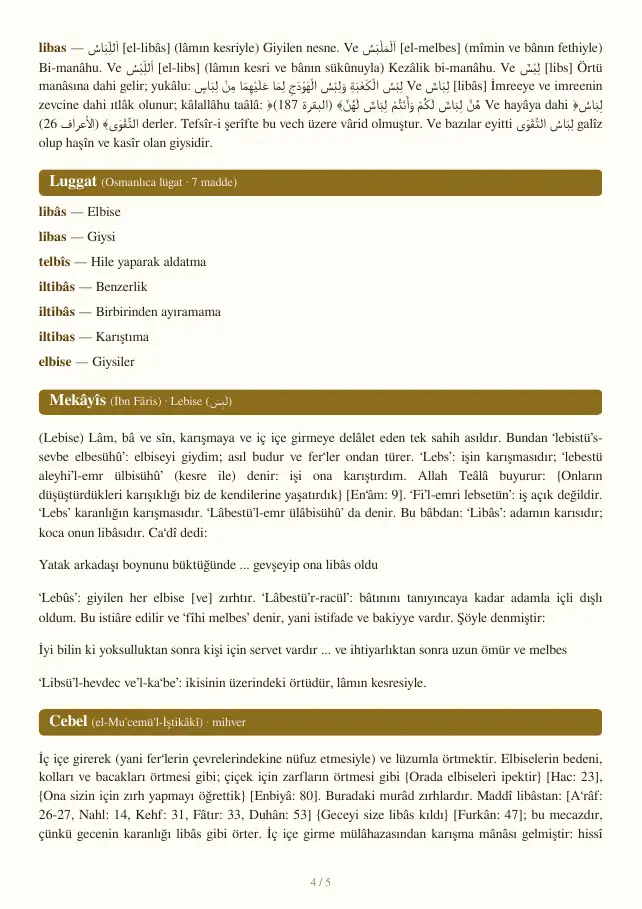 libas — اَللِّبَاسُ [el-libâs] (lâmın kesriyle) Giyilen nesne. Ve اَلْمَلْبَسُ [el-melbes] (mîmin ve bânın fethiyle)
Bi-manâhu. Ve اَللِّبْسُ [el-libs] (lâmın kesri ve bânın sükûnuyla) Kezâlik bi-manâhu. Ve لِبْسٌ [libs] Örtü
manâsına dahi gelir; yukâlu: لِبْسُ الْكَعْبَةِ وَلِبْسُ الْهَوْدَجِ لِمَا عَلَيْهِمَا مِنْ لِبَاسٍ Ve لِبَاسٌ [libâs] İmreeye ve imreenin
zevcine dahi ıtlâk olunur; kâlallâhu taâlâ: ﴿هُنَّ لِبَاسٌ لَكُمْ وَأَنْتُمْ لِبَاسٌ لَهُنَّ﴾ (البقرة 187) Ve hayâya dahi ﴿لِبَاسُ
التَّقْوَى﴾ (الأعراف 26) derler. Tefsîr-i şerîfte bu vech üzere vârid olmuştur. Ve bazılar eyitti لِبَاسُ التَّقْوَى galîz
olup haşîn ve kasîr olan giysidir.
Luggat (Osmanlıca lügat · 7 madde)
libâs — Elbise
libas — Giysi
telbîs — Hile yaparak aldatma
iltibâs — Benzerlik
iltibâs — Birbirinden ayıramama
iltibas — Karıştıma
elbise — Giysiler
Mekâyîs (İbn Fâris) · Lebise (لَبِسَ)
(Lebise) Lâm, bâ ve sîn, karışmaya ve iç içe girmeye delâlet eden tek sahih asıldır. Bundan ‘lebistü’s-
sevbe elbesühû’: elbiseyi giydim; asıl budur ve fer‘ler ondan türer. ‘Lebs’: işin karışmasıdır; ‘lebestü
aleyhi’l-emr ülbisühû’ (kesre ile) denir: işi ona karıştırdım. Allah Teâlâ buyurur: {Onların
düşüştürdükleri karışıklığı biz de kendilerine yaşatırdık} [En‘âm: 9]. ‘Fi’l-emri lebsetün’: iş açık değildir.
‘Lebs’ karanlığın karışmasıdır. ‘Lâbestü’l-emr ülâbisühû’ da denir. Bu bâbdan: ‘Libâs’: adamın karısıdır;
koca onun libâsıdır. Ca‘dî dedi:
Yatak arkadaşı boynunu büktüğünde ... gevşeyip ona libâs oldu
‘Lebûs’: giyilen her elbise [ve] zırhtır. ‘Lâbestü’r-racül’: bâtınını tanıyıncaya kadar adamla içli dışlı
oldum. Bu istiâre edilir ve ‘fîhi melbes’ denir, yani istifade ve bakiyye vardır. Şöyle denmiştir:
İyi bilin ki yoksulluktan sonra kişi için servet vardır ... ve ihtiyarlıktan sonra uzun ömür ve melbes
‘Libsü’l-hevdec ve’l-ka‘be’: ikisinin üzerindeki örtüdür, lâmın kesresiyle.
Cebel (el-Mu'cemü'l-İştikâkî) · mihver
İç içe girerek (yani fer‘lerin çevrelerindekine nüfuz etmesiyle) ve lüzumla örtmektir. Elbiselerin bedeni,
kolları ve bacakları örtmesi gibi; çiçek için zarfların örtmesi gibi {Orada elbiseleri ipektir} [Hac: 23],
{Ona sizin için zırh yapmayı öğrettik} [Enbiyâ: 80]. Buradaki murâd zırhlardır. Maddî libâstan: [A‘râf:
26-27, Nahl: 14, Kehf: 31, Fâtır: 33, Duhân: 53] {Geceyi size libâs kıldı} [Furkân: 47]; bu mecazdır,
çünkü gecenin karanlığı libâs gibi örter. İç içe girme mülâhazasından karışma mânâsı gelmiştir: hissî
4 / 5